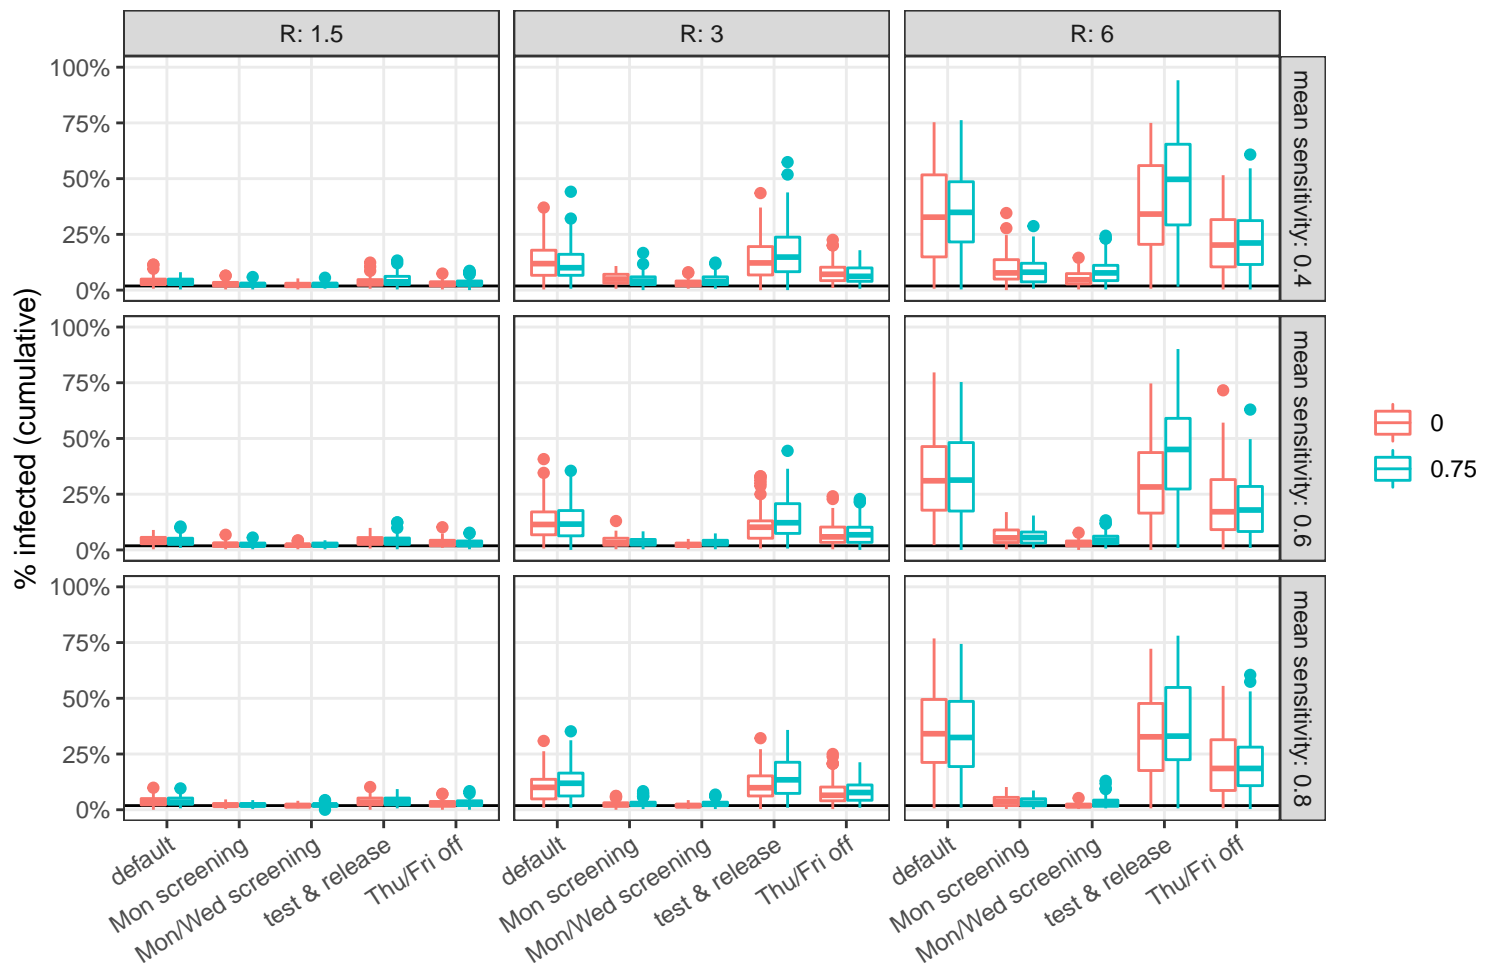 R: 1.5
R: 3
R: 6
% infected (cumulative)
100%
75%
50%
25%
0%
mean sensitivity: 0.4
100%
75%
50%
25%
0%
mean sensitivity: 0.6
100%
75%
50%
25%
0%
mean sensitivity: 0.8
0
0.75
default
Mon screening
Mon/Wed screening
test & release
Thu/Fri off
default
Mon screening
Mon/Wed screening
test & release
Thu/Fri off
default
Mon screening
Mon/Wed screening
test & release
Thu/Fri off